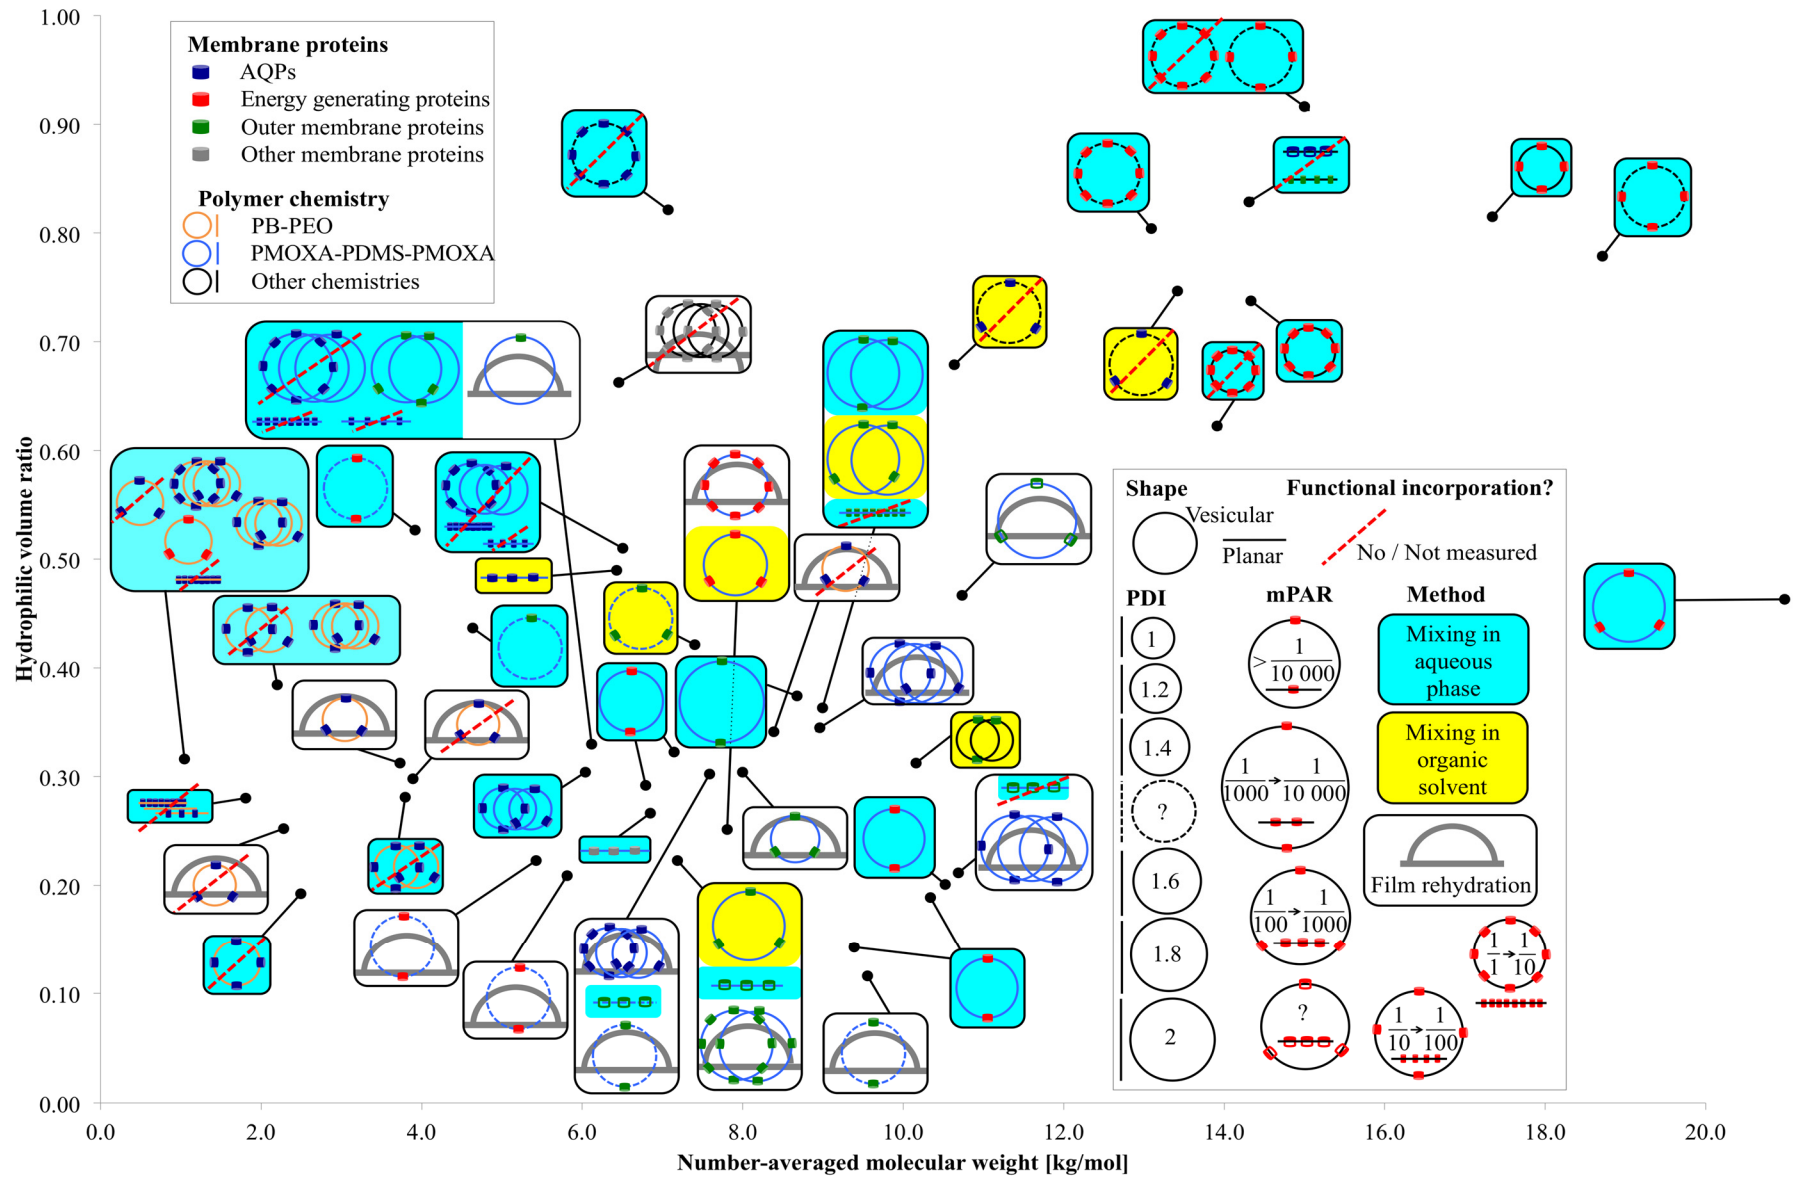 1.00
0.90
0.80
0.70
0.60
0.50
0.40
0.30
0.20
0.10
0.00
Hydrophilic volume ratio
0.0 2.0 4.0 6.0 8.0 10.0 12.0 14.0 16.0 18.0 20.0
Number-averaged molecular weight [kg/mol]
Membrane proteins
AQPs
Energy generating proteins
Outer membrane proteins
Other membrane proteins
Polymer chemistry
PB-PEO
PMOXA-PDMS-PMOXA
Other chemistries
Shape
Vesicular
Planar
Functional incorporation?
No / Not measured
PDI
1
1.2
1.4
?
1.6
1.8
2
mPAR
> 1/10 000
1/1000 → 1/10 000
1/100 → 1/1000
?
1/10 → 1/100
1/1 → 1/10
Method
Mixing in
aqueous
phase
Mixing in
organic
solvent
Film rehydration